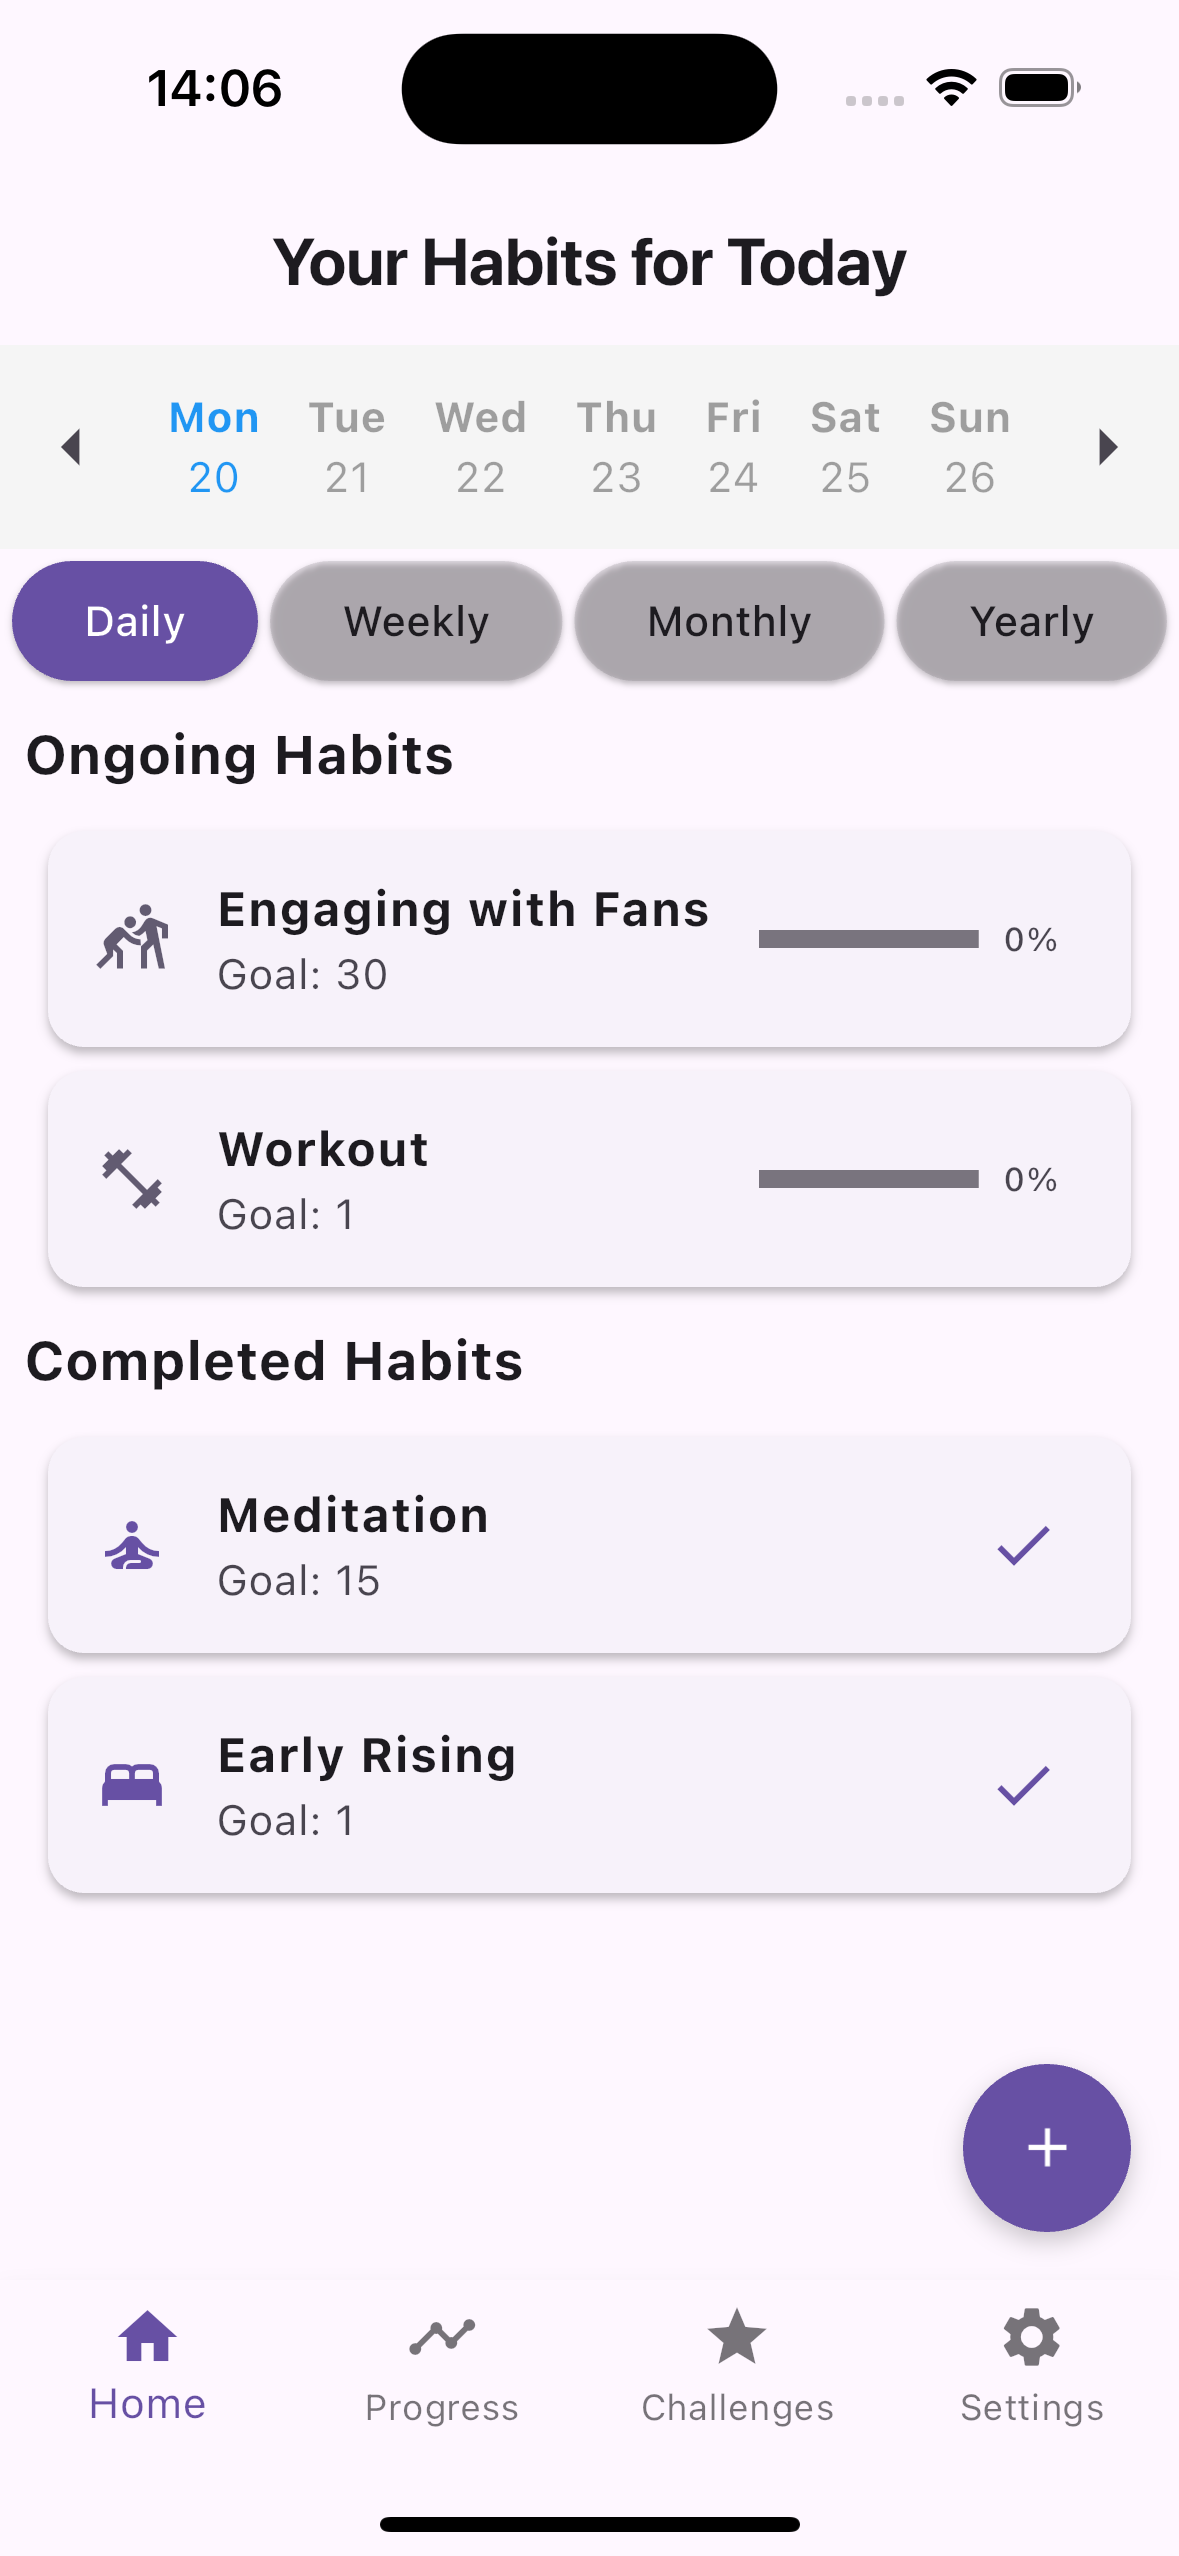 14:06
Your Habits for Today
Mon Tue Wed Thu Fri Sat Sun
20 21 22 23 24 25 26
Daily Weekly Monthly Yearly
Ongoing Habits
Engaging with Fans
Goal: 30
0%
Workout
Goal: 1
0%
Completed Habits
Meditation
Goal: 15
Early Rising
Goal: 1
Home Progress Challenges Settings